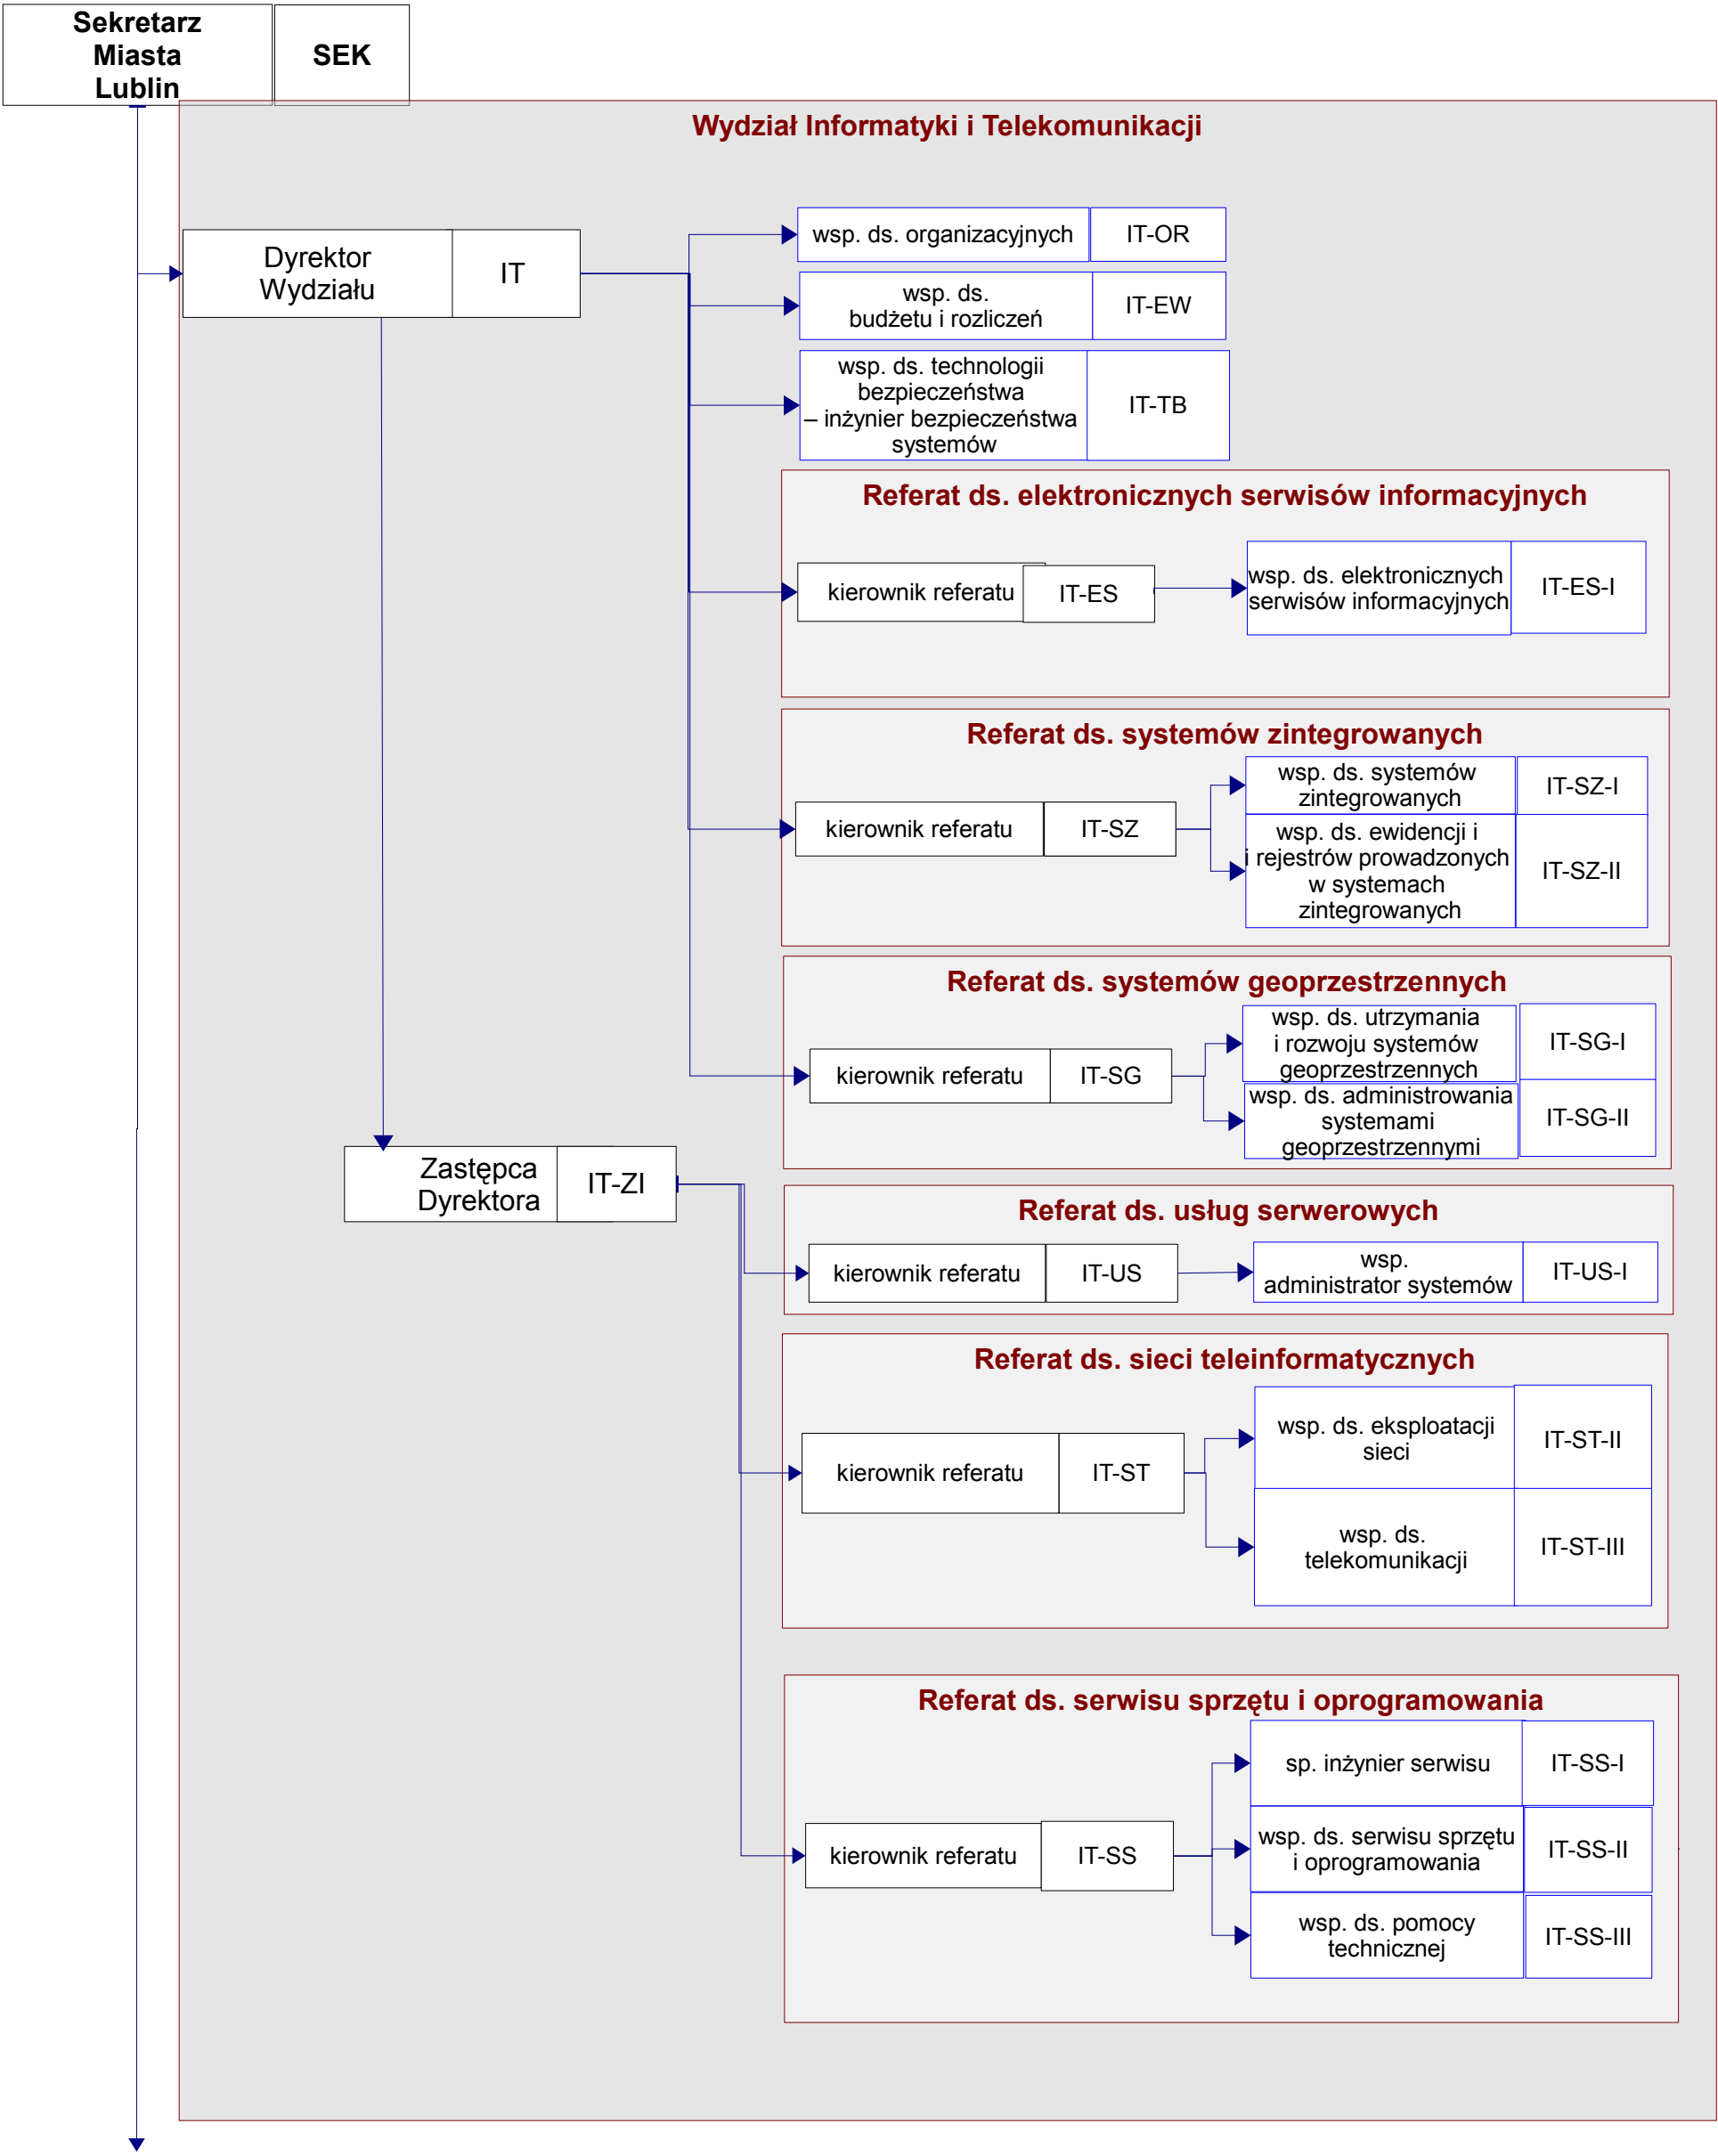 Sekretarz
Miasta
Lublin
SEK
Wydział Informatyki i Telekomunikacji
Dyrektor
Wydziału
IT
wsp. ds. organizacyjnych
IT-OR
wsp. ds.
budżetu i rozliczeń
IT-EW
wsp. ds. technologii
bezpieczeństwa
– inżynier bezpieczeństwa
systemów
IT-TB
Referat ds. elektronicznych serwisów informacyjnych
kierownik referatu
IT-ES
wsp. ds. elektronicznych
serwisów informacyjnych
IT-ES-I
Referat ds. systemów zintegrowanych
kierownik referatu
IT-SZ
wsp. ds. systemów
zintegrowanych
IT-SZ-I
wsp. ds. ewidencji i
i rejestrów prowadzonych
w systemach
zintegrowanych
IT-SZ-II
Referat ds. systemów geoprzestrzennych
kierownik referatu
IT-SG
wsp. ds. utrzymania
i rozwoju systemów
geoprzestrzennych
IT-SG-I
wsp. ds. administrowania
systemami
geoprzestrzennymi
IT-SG-II
Zastępca
Dyrektora
IT-ZI
Referat ds. usług serwerowych
kierownik referatu
IT-US
wsp.
administrator systemów
IT-US-I
Referat ds. sieci teleinformatycznych
kierownik referatu
IT-ST
wsp. ds. eksploatacji
sieci
IT-ST-II
wsp. ds.
telekomunikacji
IT-ST-III
Referat ds. serwisu sprzętu i oprogramowania
kierownik referatu
IT-SS
sp. inżynier serwisu
IT-SS-I
wsp. ds. serwisu sprzętu
i oprogramowania
IT-SS-II
wsp. ds. pomocy
technicznej
IT-SS-III